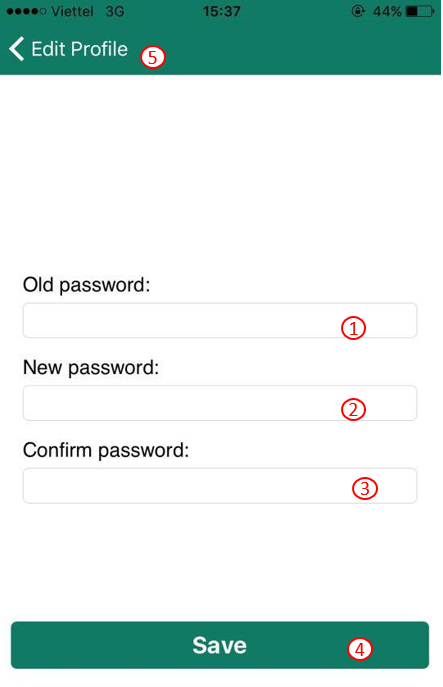 Viettel 3G 15:37 44%
Edit Profile ⑤
Old password:
①
New password:
②
Confirm password:
③
Save ④